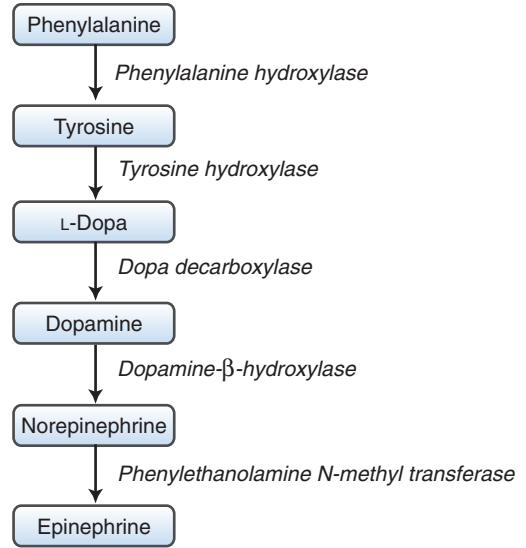 Phenylalanine
Phenylalanine hydroxylase
Tyrosine
Tyrosine hydroxylase
L-Dopa
Dopa decarboxylase
Dopamine
Dopamine-β-hydroxylase
Norepinephrine
Phenylethanolamine N-methyl transferase
Epinephrine